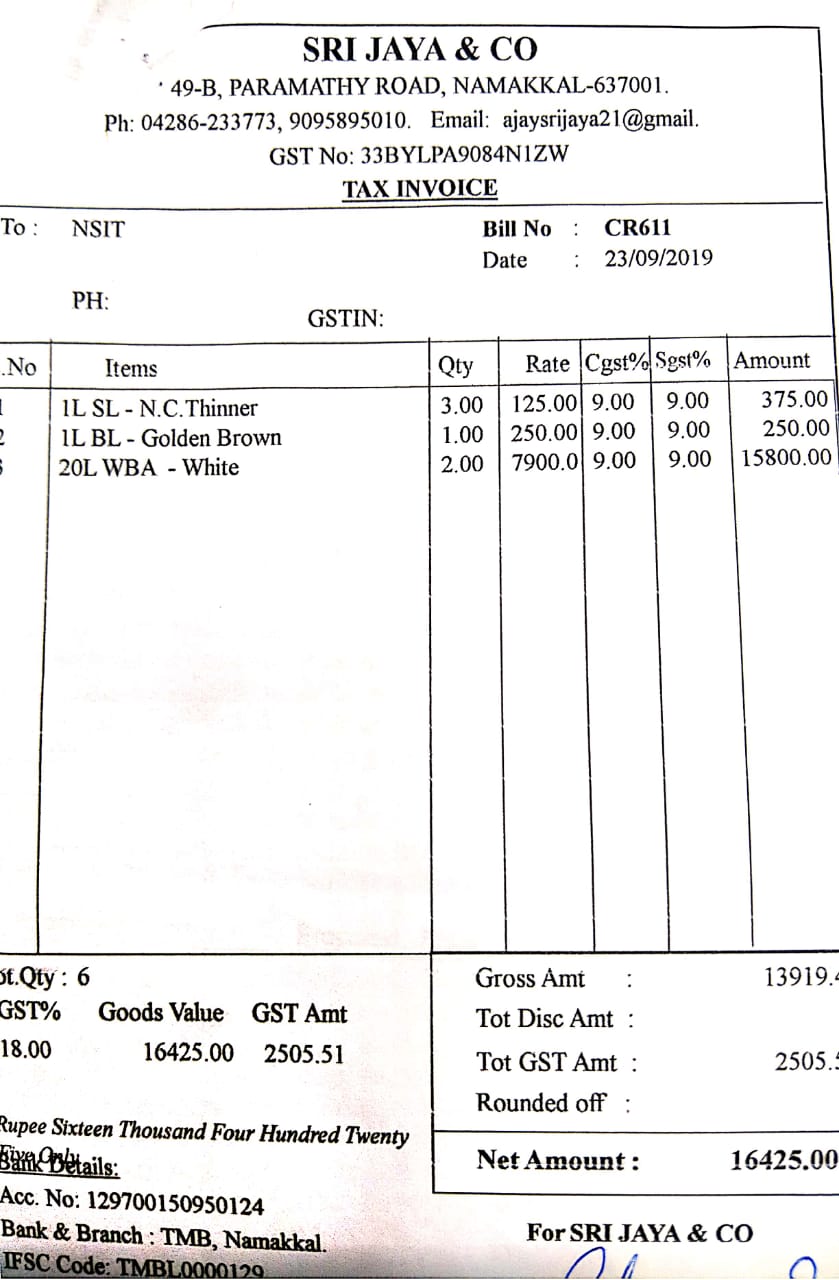 SRI JAYA & CO
49-B, PARAMATHY ROAD, NAMAKKAL-637001.
Ph: 04286-233773, 9095895010. Email: ajaysrijaya21@gmail.
GST No: 33BYLPA9084N1ZW
TAX INVOICE
To : NSIT Bill No : CR611
Date : 23/09/2019
PH:
GSTIN:
.No Items Qty Rate Cgst% Sgst% Amount
1 1L SL - N.C.Thinner 3.00 125.00 9.00 9.00 375.00
2 1L BL - Golden Brown 1.00 250.00 9.00 9.00 250.00
20L WBA - White 2.00 7900.0 9.00 9.00 15800.00
ot.Qty : 6 Gross Amt : 13919.4
GST% Goods Value GST Amt
Tot Disc Amt :
18.00 16425.00 2505.51 Tot GST Amt : 2505.5
Rounded off :
Rupee Sixteen Thousand Four Hundred Twenty
Five Only
Net Amount : 16425.00
Bank Details:
Acc. No: 129700150950124
Bank & Branch : TMB, Namakkal.
For SRI JAYA & CO
IFSC Code: TMBL0000129